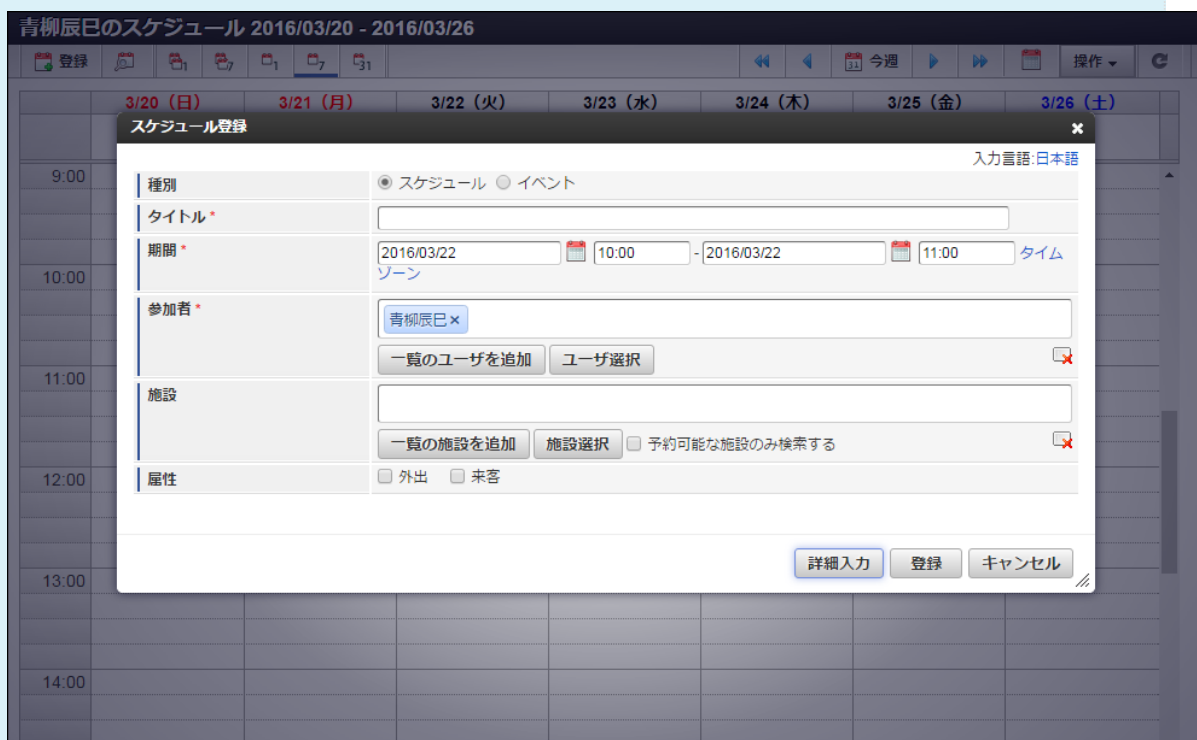 青柳辰巳のスケジュール 2016/03/20 - 2016/03/26
登録 1 7 1 7 31 31 今週 操作
3/20（日） 3/21（月） 3/22（火） 3/23（水） 3/24（木） 3/25（金） 3/26（土）
スケジュール登録
入力言語:日本語
9:00
種別 スケジュール イベント
タイトル *
期間 * 2016/03/22 10:00 - 2016/03/22 11:00 タイム
ゾーン
10:00
参加者 * 青柳辰巳×
一覧のユーザを追加 ユーザ選択
11:00
施設
一覧の施設を追加 施設選択 予約可能な施設のみ検索する
12:00
属性 外出 来客
詳細入力 登録 キャンセル
13:00
14:00